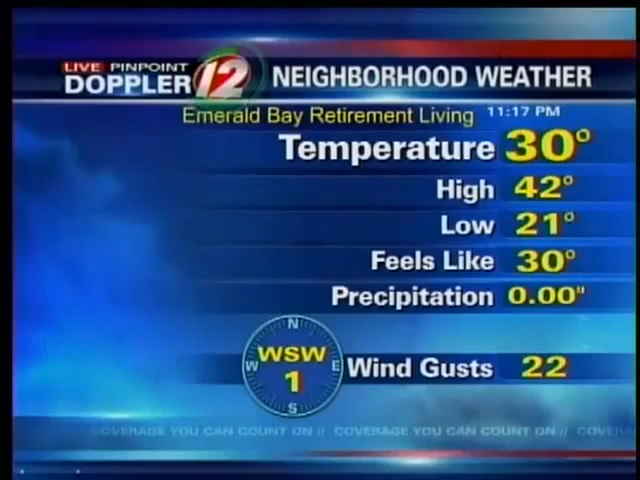 LIVE PINPOINT
DOPPLER 12 NEIGHBORHOOD WEATHER
Emerald Bay Retirement Living 11:17 PM
Temperature 30°
High 42°
Low 21°
Feels Like 30°
Precipitation 0.00"
N
WSW
W E
1
S
Wind Gusts 22
COVERAGE YOU CAN COUNT ON // COVERAGE YOU CAN COUNT ON // COVERA